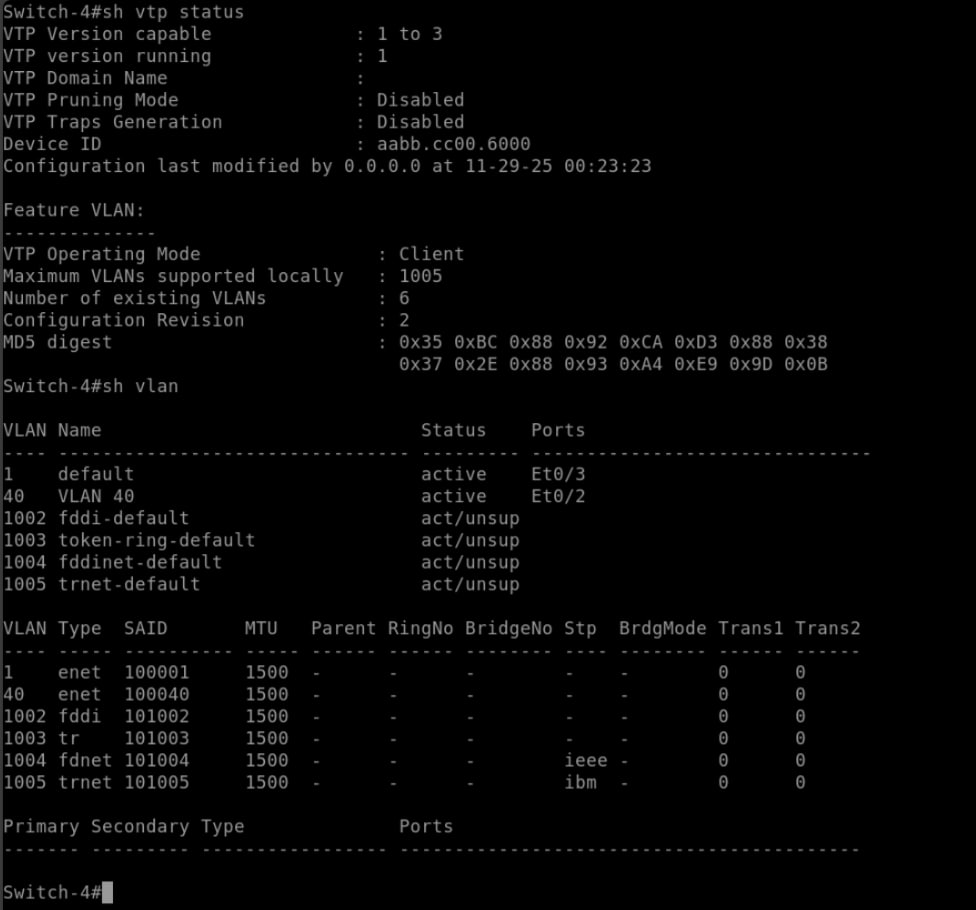 Switch-4#sh vtp status
VTP Version capable             : 1 to 3
VTP version running             : 1
VTP Domain Name                 :
VTP Pruning Mode                : Disabled
VTP Traps Generation            : Disabled
Device ID                       : aabb.cc00.6000
Configuration last modified by 0.0.0.0 at 11-29-25 00:23:23

Feature VLAN:
--------------
VTP Operating Mode                : Client
Maximum VLANs supported locally   : 1005
Number of existing VLANs          : 6
Configuration Revision            : 2
MD5 digest                        : 0x35 0xBC 0x88 0x92 0xCA 0xD3 0x88 0x38
                                    0x37 0x2E 0x88 0x93 0xA4 0xE9 0x9D 0x0B
Switch-4#sh vlan

VLAN Name                             Status    Ports
---- -------------------------------- --------- -------------------------------
1    default                          active    Et0/3
40   VLAN 40                          active    Et0/2
1002 fddi-default                     act/unsup
1003 token-ring-default               act/unsup
1004 fddinet-default                  act/unsup
1005 trnet-default                    act/unsup

VLAN Type  SAID       MTU   Parent RingNo BridgeNo Stp  BrdgMode Trans1 Trans2
---- ----- ---------- ----- ------ ------ -------- ---- -------- ------ ------
1    enet  100001     1500  -      -      -        -    -        0      0
40   enet  100040     1500  -      -      -        -    -        0      0
1002 fddi  101002     1500  -      -      -        -    -        0      0
1003 tr    101003     1500  -      -      -        -    -        0      0
1004 fdnet 101004     1500  -      -      -        ieee -        0      0
1005 trnet 101005     1500  -      -      -        ibm  -        0      0

Primary Secondary Type              Ports
------- --------- ----------------- ------------------------------------------

Switch-4#